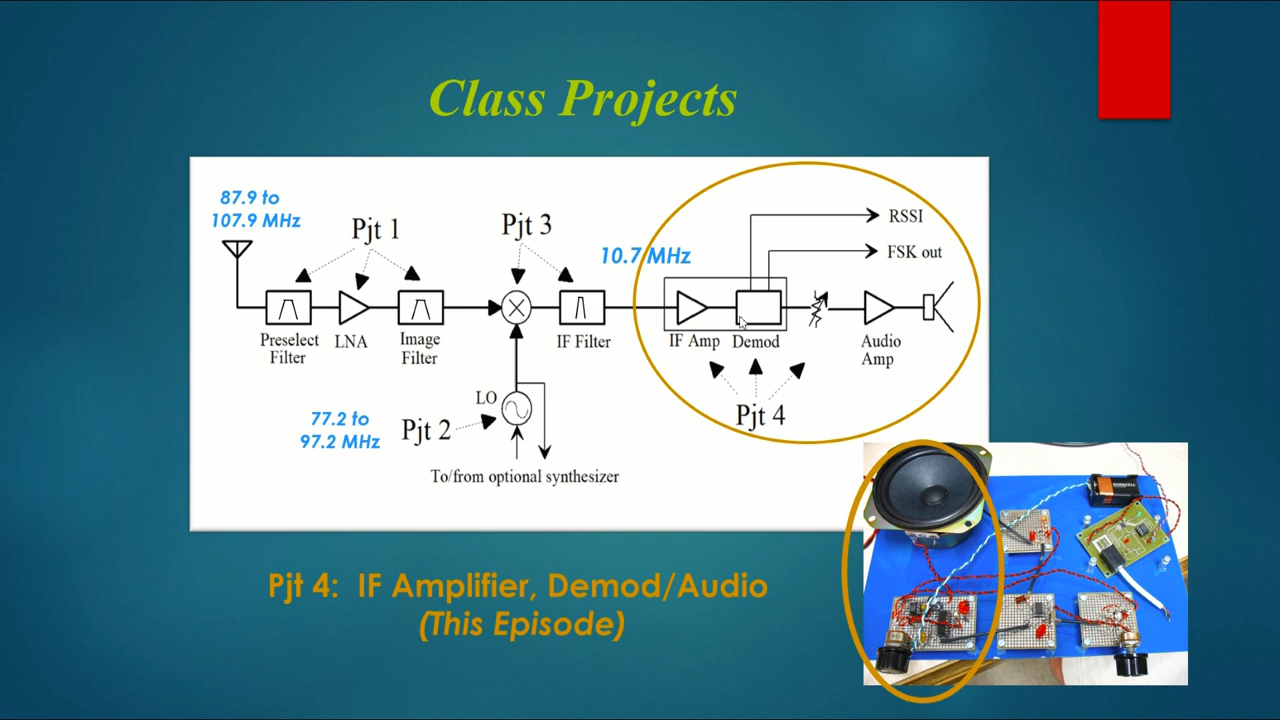 Class Projects
87.9 to
107.9 MHz
Pjt 1
Pjt 3
10.7 MHz
RSSI
FSK out
Preselect
Filter
LNA
Image
Filter
IF Filter
IF Amp
Demod
Audio
Amp
LO
77.2 to
97.2 MHz
Pjt 2
Pjt 4
To/from optional synthesizer
Pjt 4: IF Amplifier, Demod/Audio
(This Episode)
DURACELL